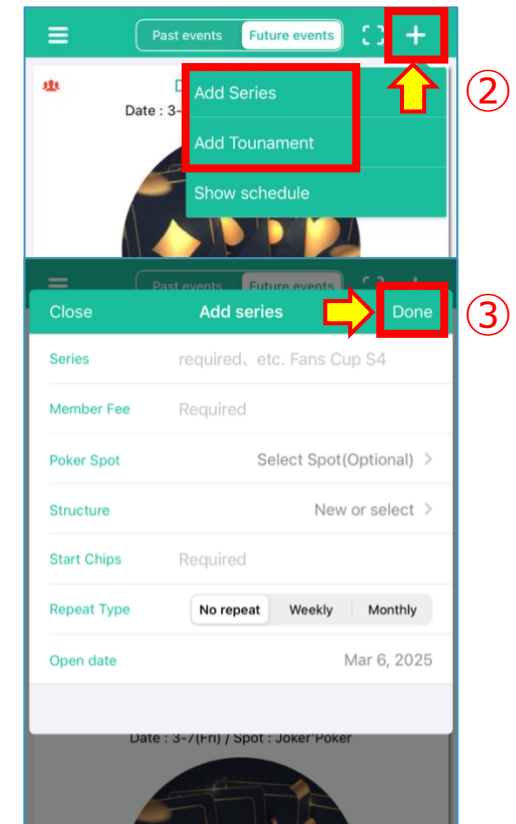 Past events Future events
②
Add Series
Date : 3-
Add Tounament
Show schedule
Past events Future events
Close Add series Done
③
Series required、etc. Fans Cup S4
Member Fee Required
Poker Spot Select Spot(Optional) >
Structure New or select >
Start Chips Required
Repeat Type No repeat Weekly Monthly
Open date Mar 6, 2025
Date : 3-7(Fri) / Spot : Joker'Poker